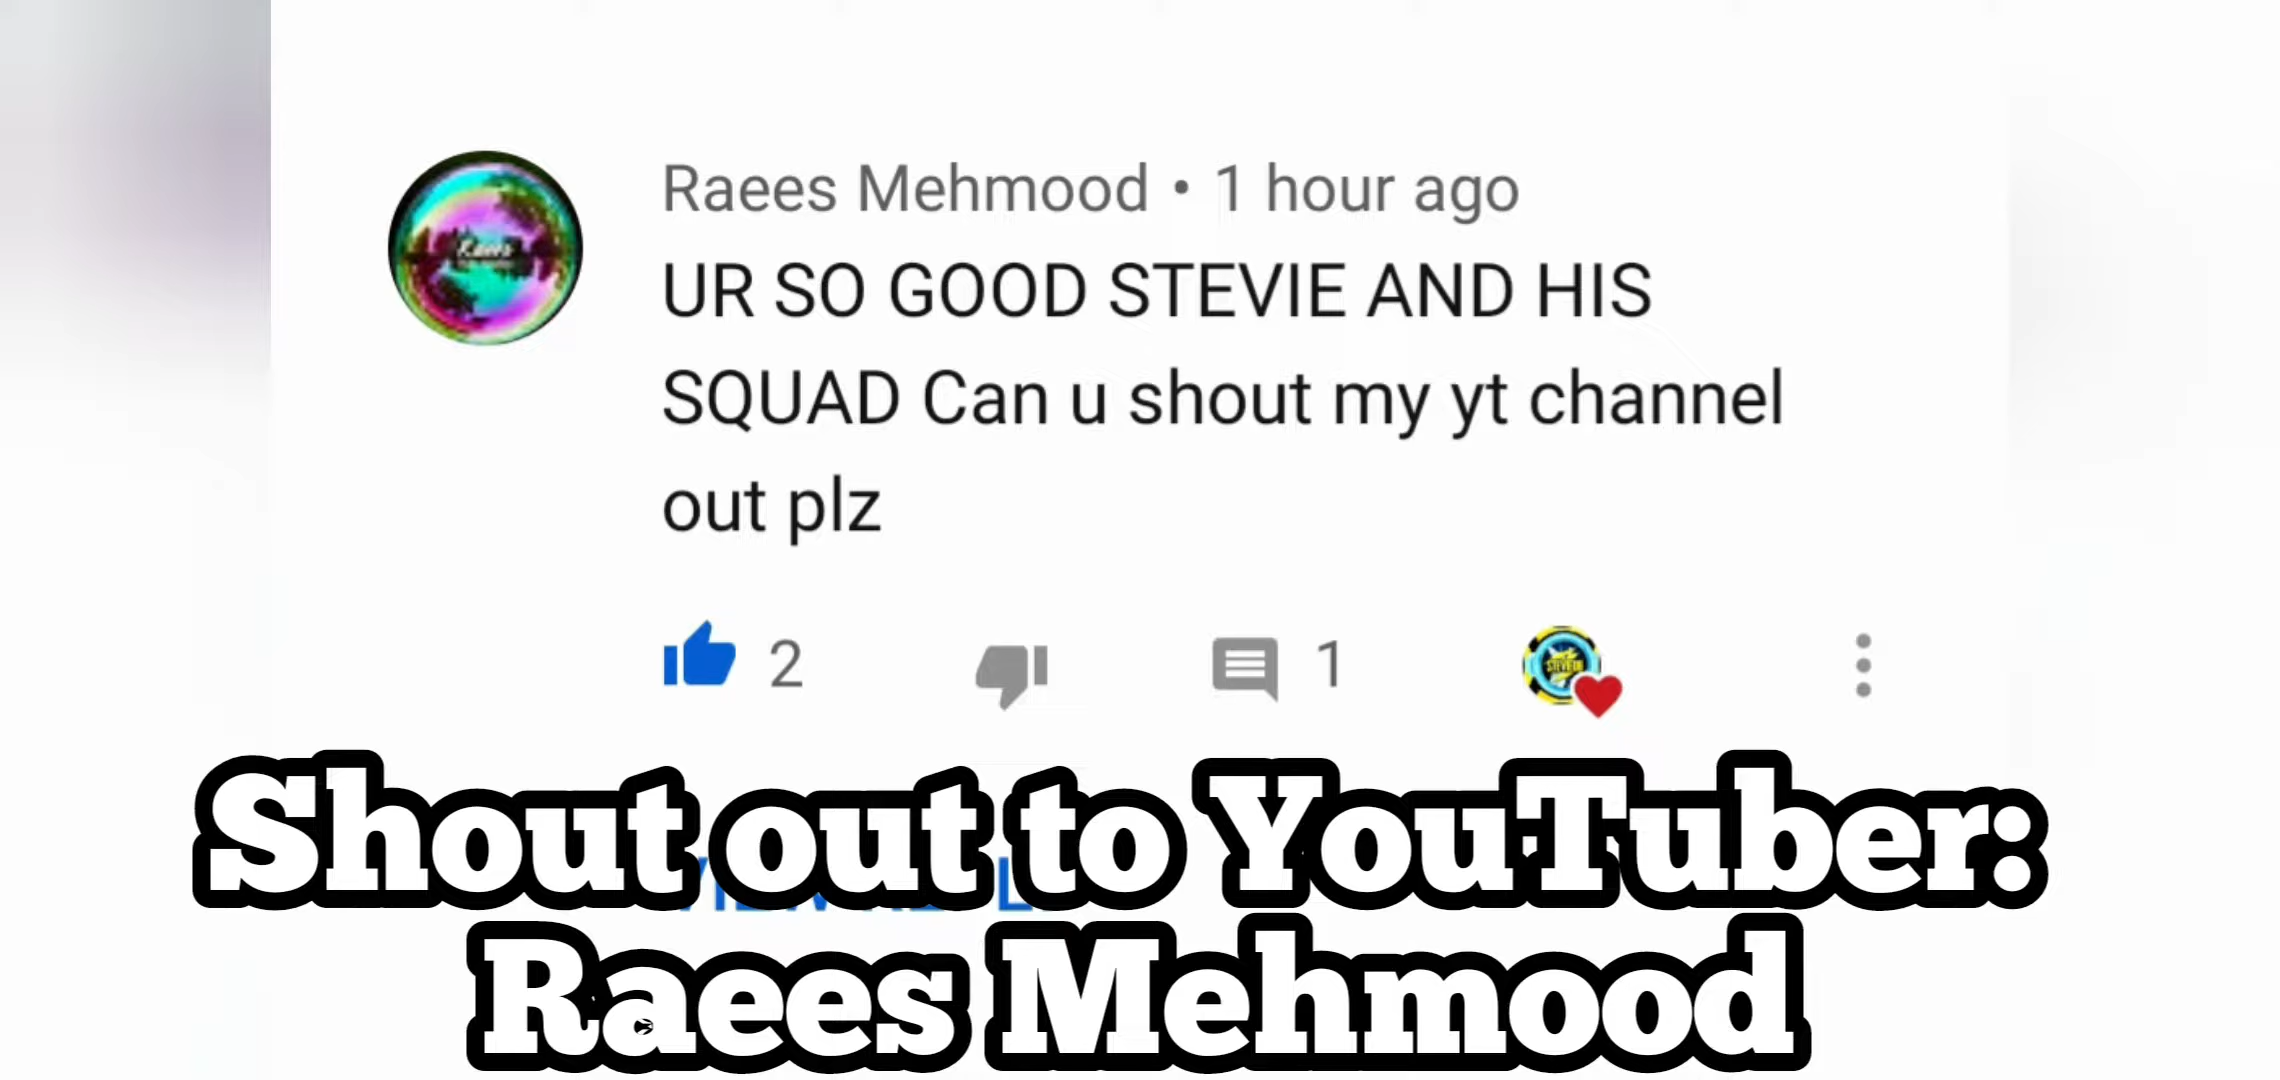 Raees Mehmood • 1 hour ago
UR SO GOOD STEVIE AND HIS
SQUAD Can u shout my yt channel
out plz
2 1
Shout out to YouTuber:
Raees Mehmood